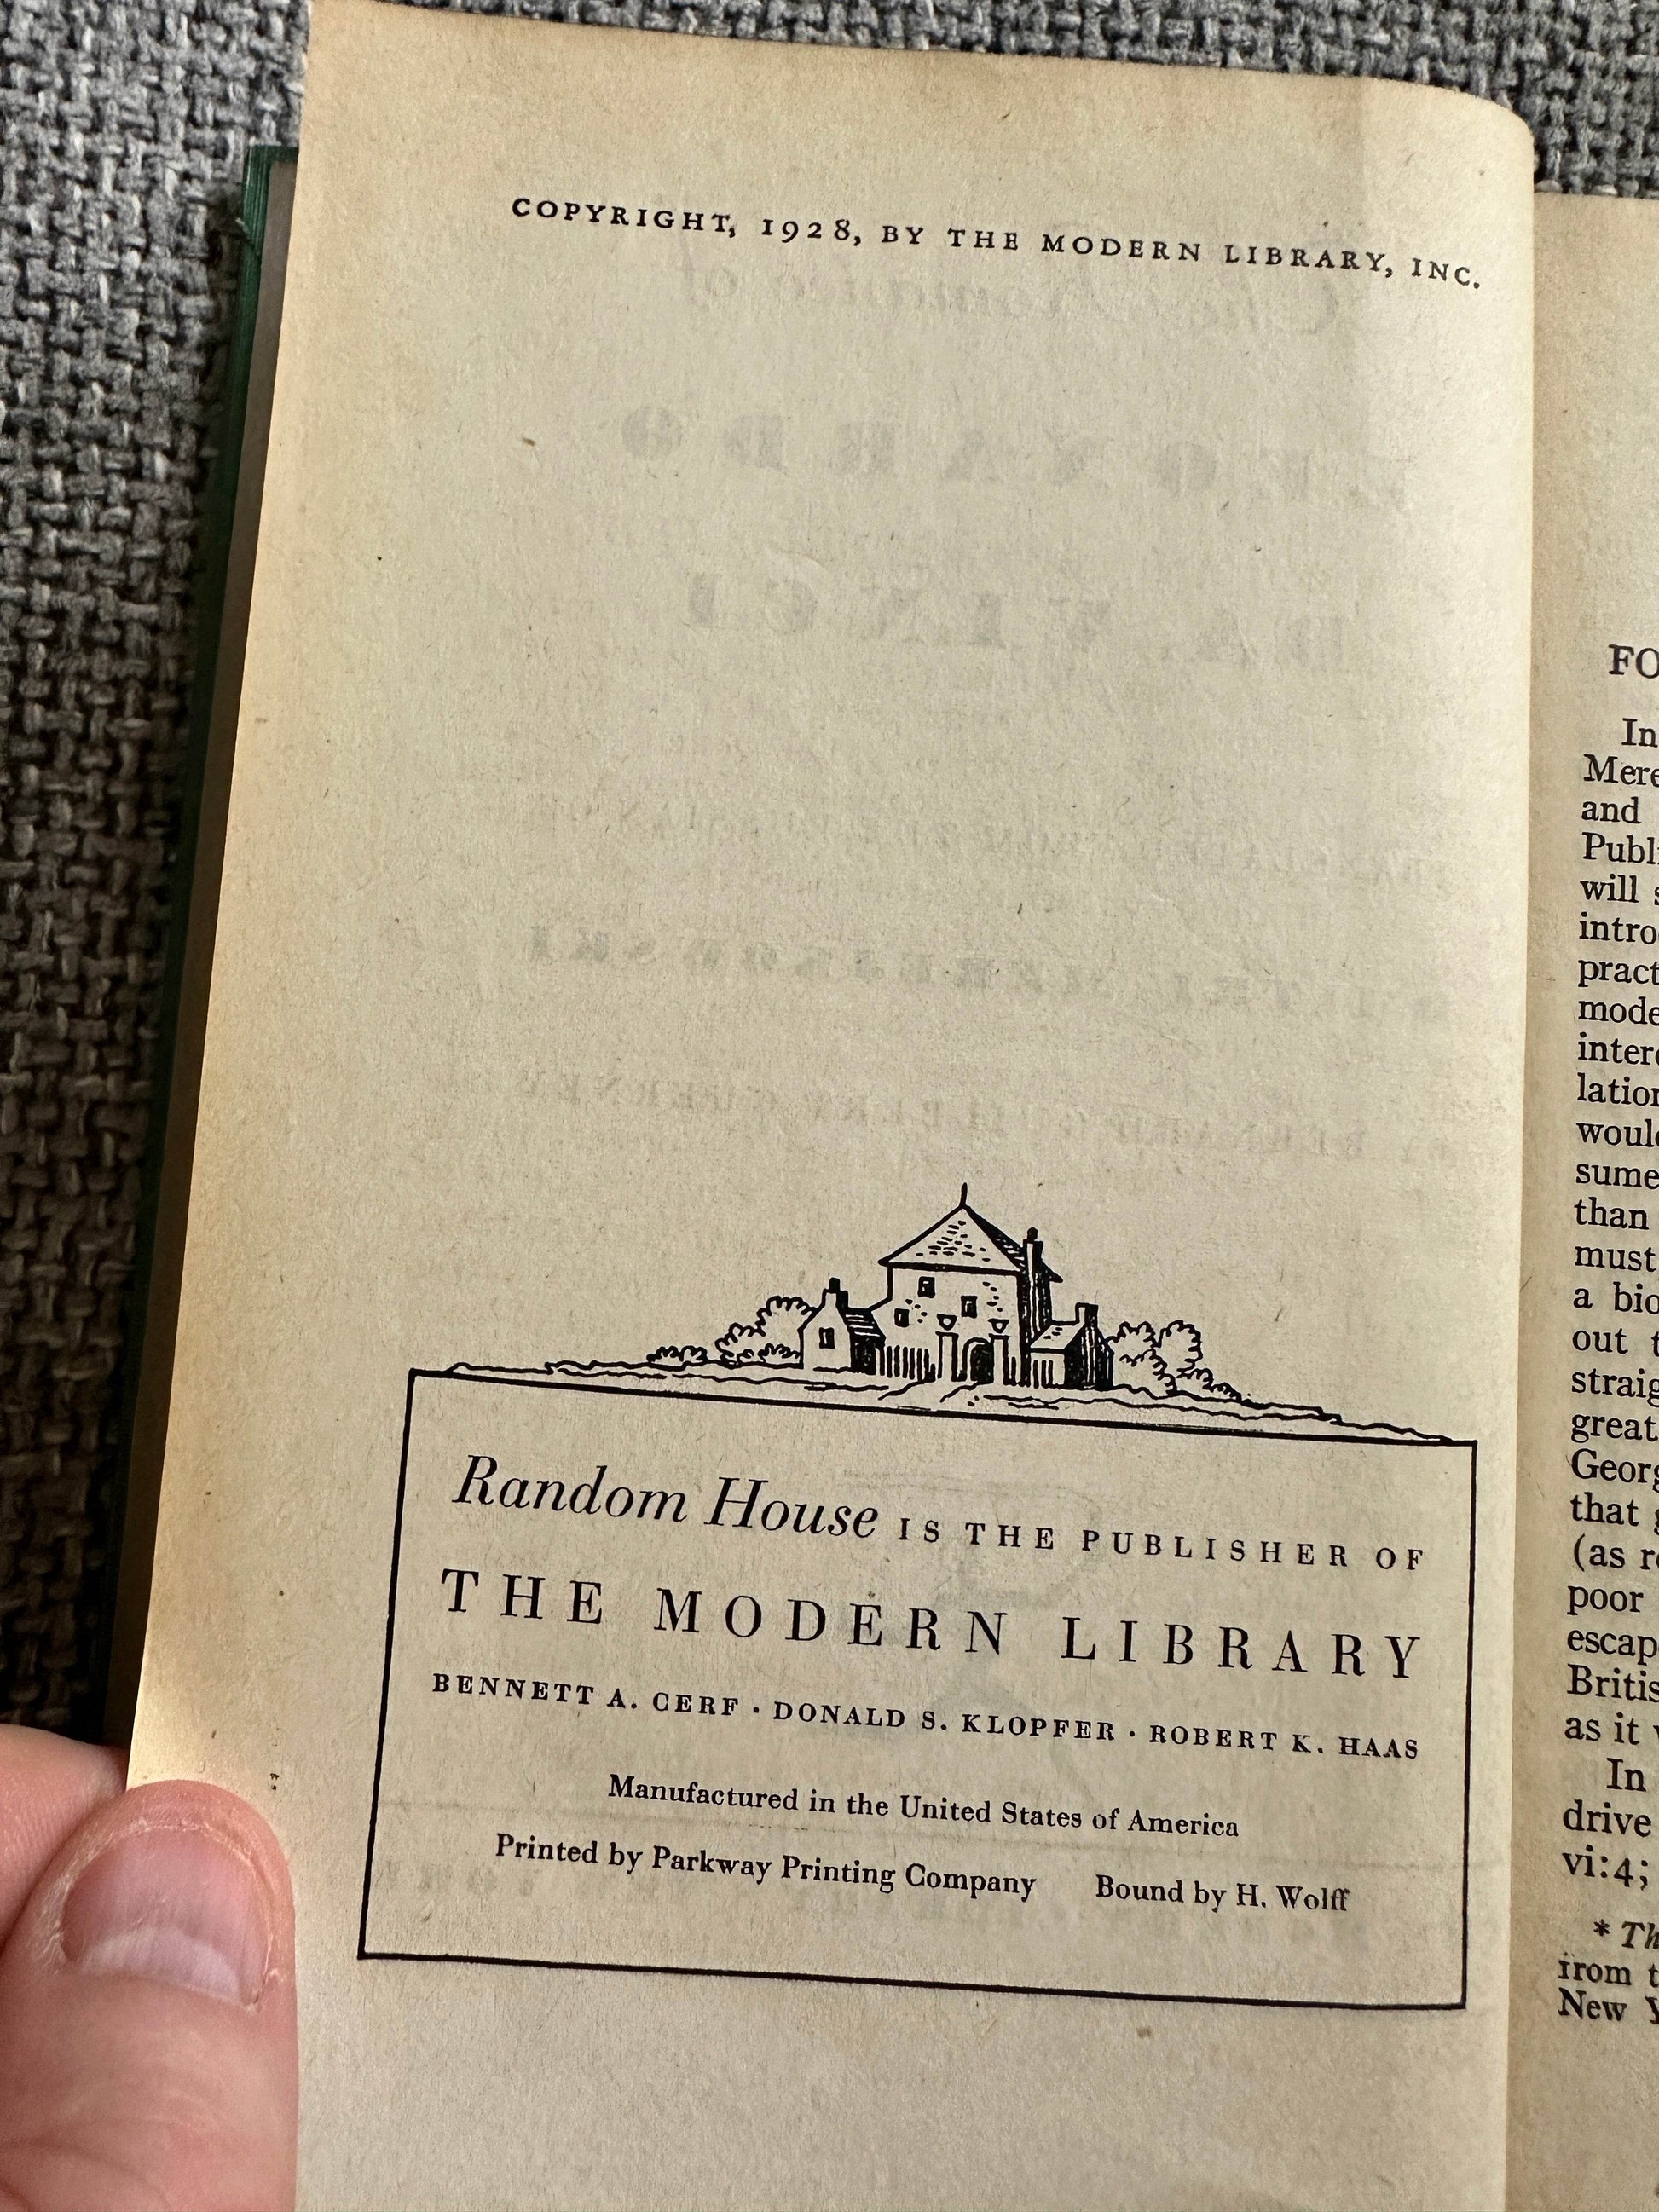 COPYRIGHT, 1928, BY THE MODERN LIBRARY, INC.
Random House IS THE PUBLISHER OF
THE MODERN LIBRARY
BENNETT A. CERF · DONALD S. KLOPFER · ROBERT K. HAAS
Manufactured in the United States of America
Printed by Parkway Printing Company Bound by H. Wolff
FO
In
Mere
and
Publi
will s
intro
pract
mode
inter
lation
would
sume
than
must
a bio
out t
straig
great
Georg
that g
(as re
poor
escap
Britis
as it w
In
drive
vi:4;
* Th
from t
New Y